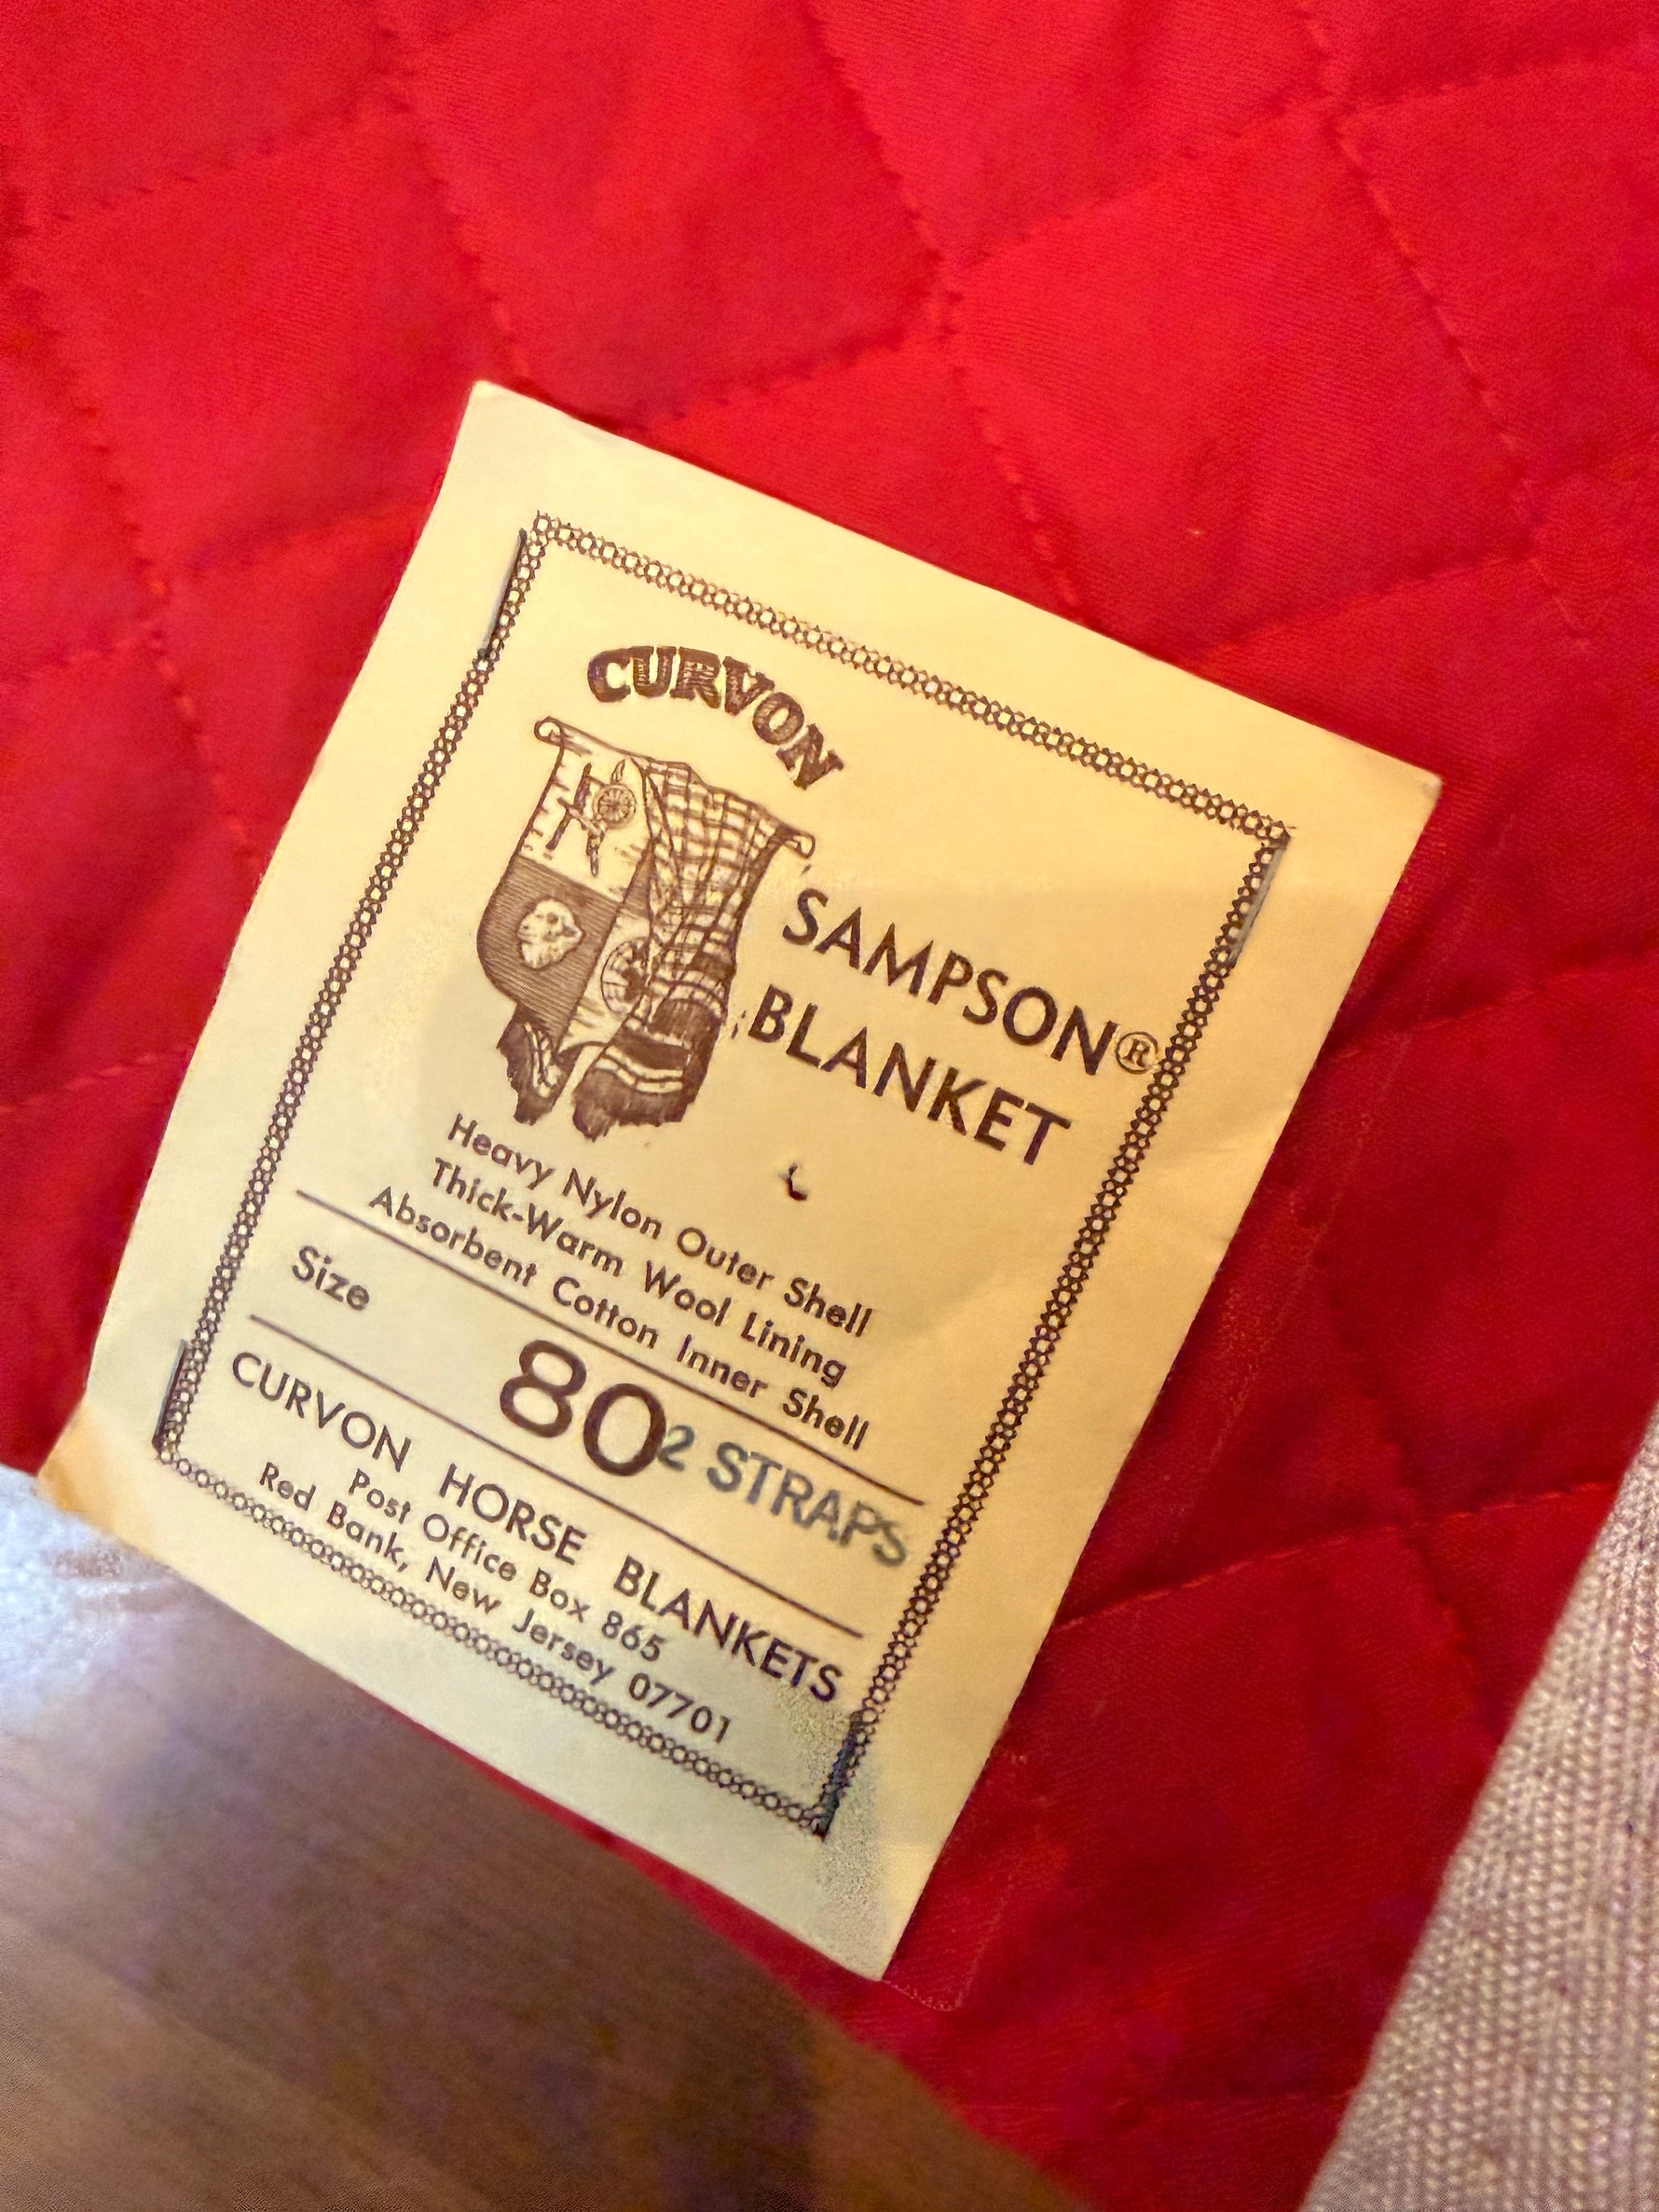 CURVON
SAMPSON®
BLANKET
Heavy Nylon Outer Shell
Thick-Warm Wool Lining
Absorbent Cotton Inner Shell
Size 80 2 STRAPS
CURVON HORSE BLANKETS
Post Office Box 865
Red Bank, New Jersey 07701